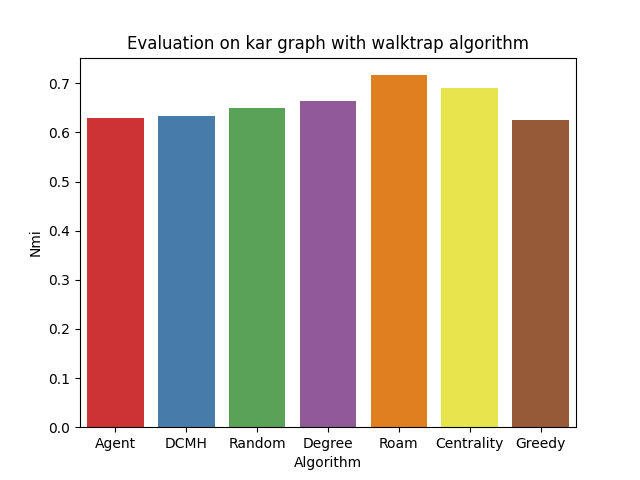 Evaluation on kar graph with walktrap algorithm
0.7
0.6
0.5
0.4
0.3
0.2
0.1
0.0
Nmi
Agent DCMH Random Degree Roam Centrality Greedy
Algorithm